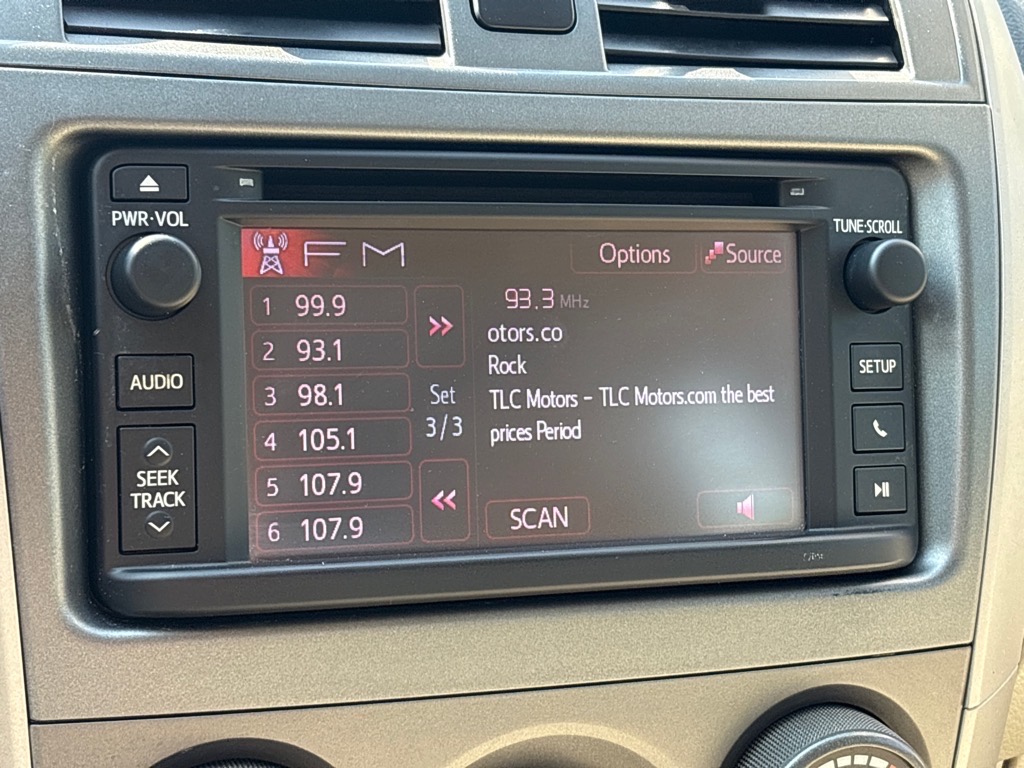 PWR·VOL
AUDIO
SEEK
TRACK
FM
Options
Source
1 99.9
2 93.1
3 98.1
4 105.1
5 107.9
6 107.9
Set
3/3
93.3 MHz
otors.co
Rock
TLC Motors - TLC Motors.com the best
prices Period
SCAN
TUNE·SCROLL
SETUP